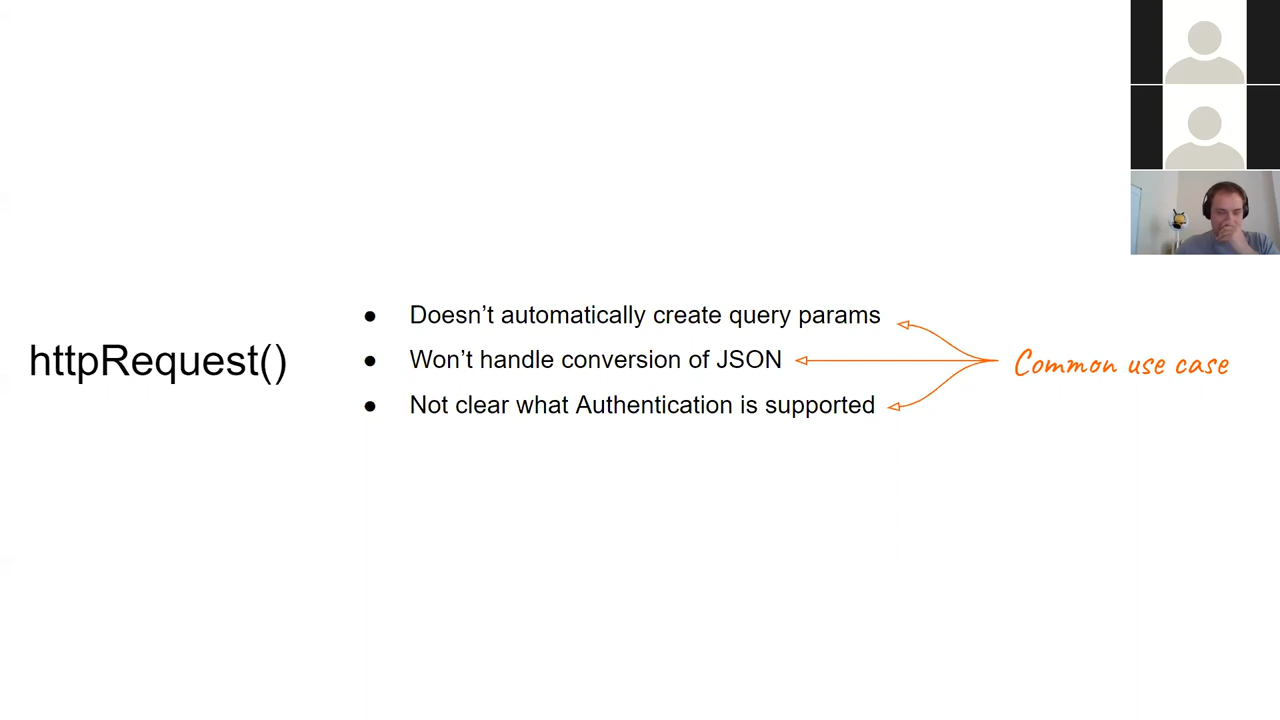 httpRequest()
● Doesn’t automatically create query params
● Won’t handle conversion of JSON
● Not clear what Authentication is supported
Common use case